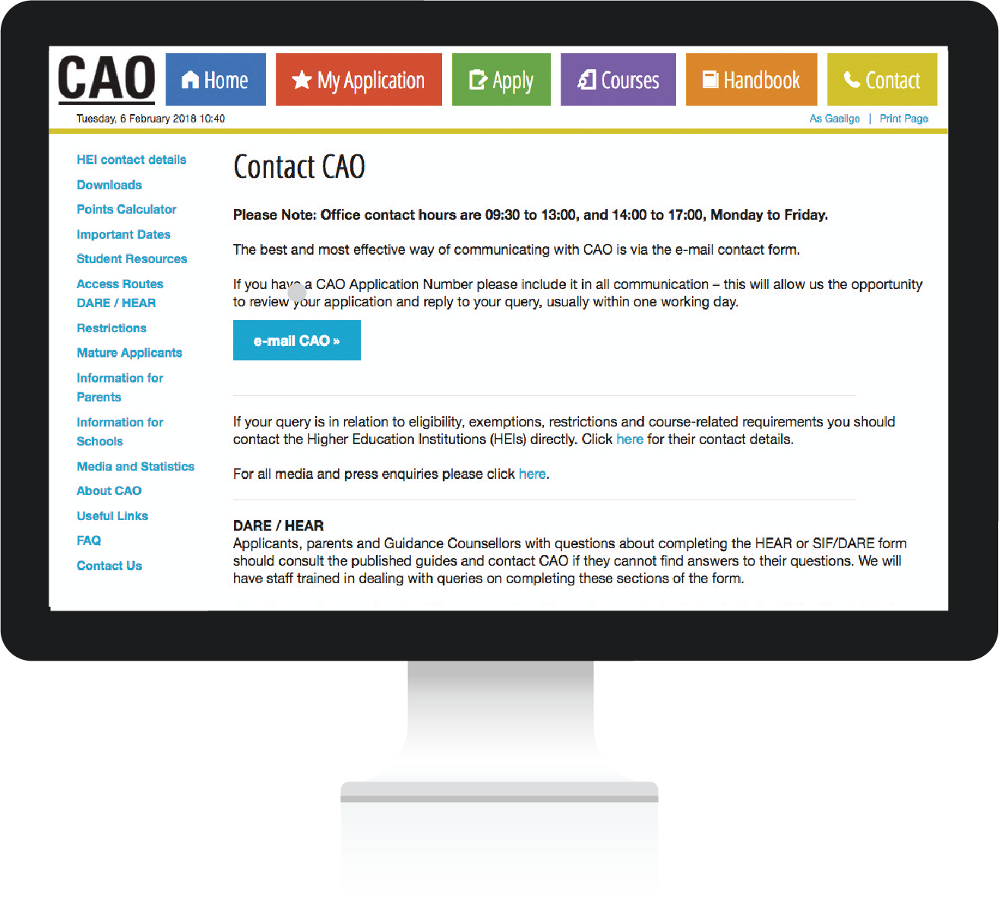 CAO
Home
My Application
Apply
Courses
Handbook
Contact
Tuesday, 6 February 2018 10:40
As Gaeilge | Print Page
HEI contact details
Downloads
Points Calculator
Important Dates
Student Resources
Access Routes
DARE / HEAR
Restrictions
Mature Applicants
Information for
Parents
Information for
Schools
Media and Statistics
About CAO
Useful Links
FAQ
Contact Us
Contact CAO
Please Note: Office contact hours are 09:30 to 13:00, and 14:00 to 17:00, Monday to Friday.
The best and most effective way of communicating with CAO is via the e-mail contact form.
If you have a CAO Application Number please include it in all communication – this will allow us the opportunity
to review your application and reply to your query, usually within one working day.
e-mail CAO »
If your query is in relation to eligibility, exemptions, restrictions and course-related requirements you should
contact the Higher Education Institutions (HEIs) directly. Click here for their contact details.
For all media and press enquiries please click here.
DARE / HEAR
Applicants, parents and Guidance Counsellors with questions about completing the HEAR or SIF/DARE form
should consult the published guides and contact CAO if they cannot find answers to their questions. We will
have staff trained in dealing with queries on completing these sections of the form.